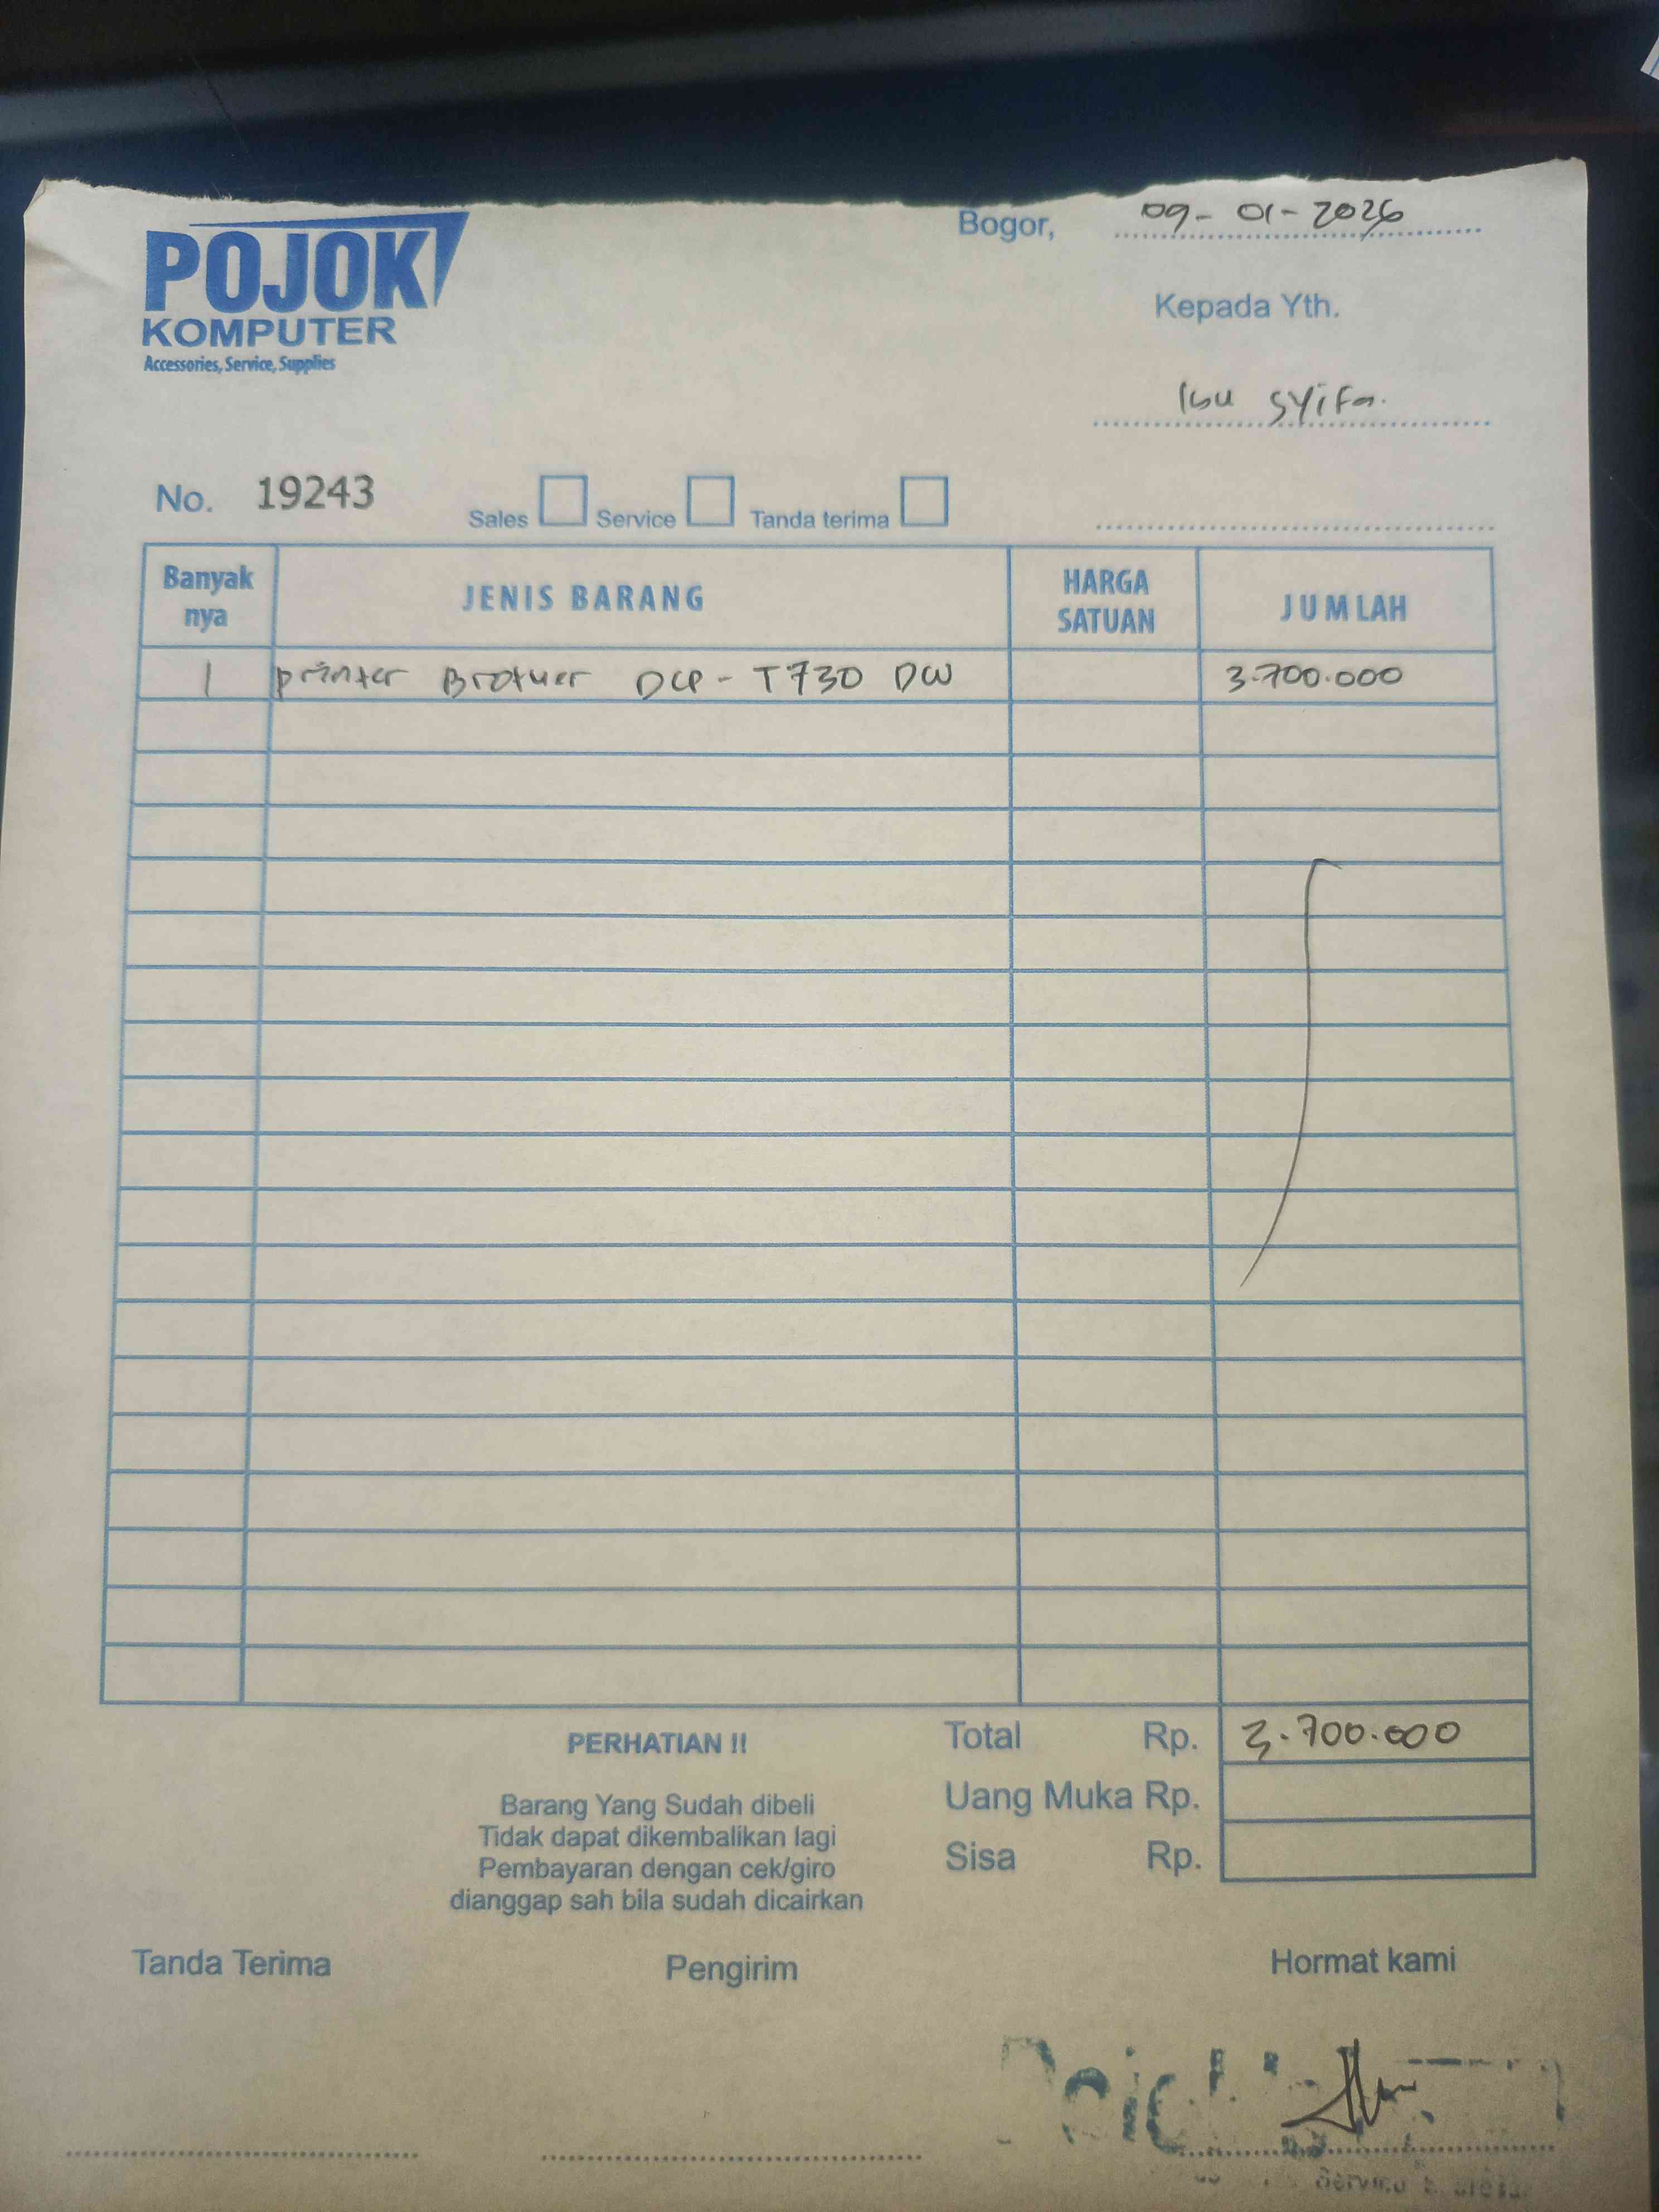 POJOK
KOMPUTER
Accessories, Service, Supplies
Bogor, 09-01-2026
Kepada Yth.
Ibu Syifa.
No. 19243
Sales Service Tanda terima
Banyak nya JENIS BARANG HARGA SATUAN JUMLAH
1 printer Brother DCP-T730 DW 3.700.000
PERHATIAN !!
Barang Yang Sudah dibeli
Tidak dapat dikembalikan lagi
Pembayaran dengan cek/giro
dianggap sah bila sudah dicairkan
Total Rp. 3.700.000
Uang Muka Rp.
Sisa Rp.
Tanda Terima Pengirim Hormat kami